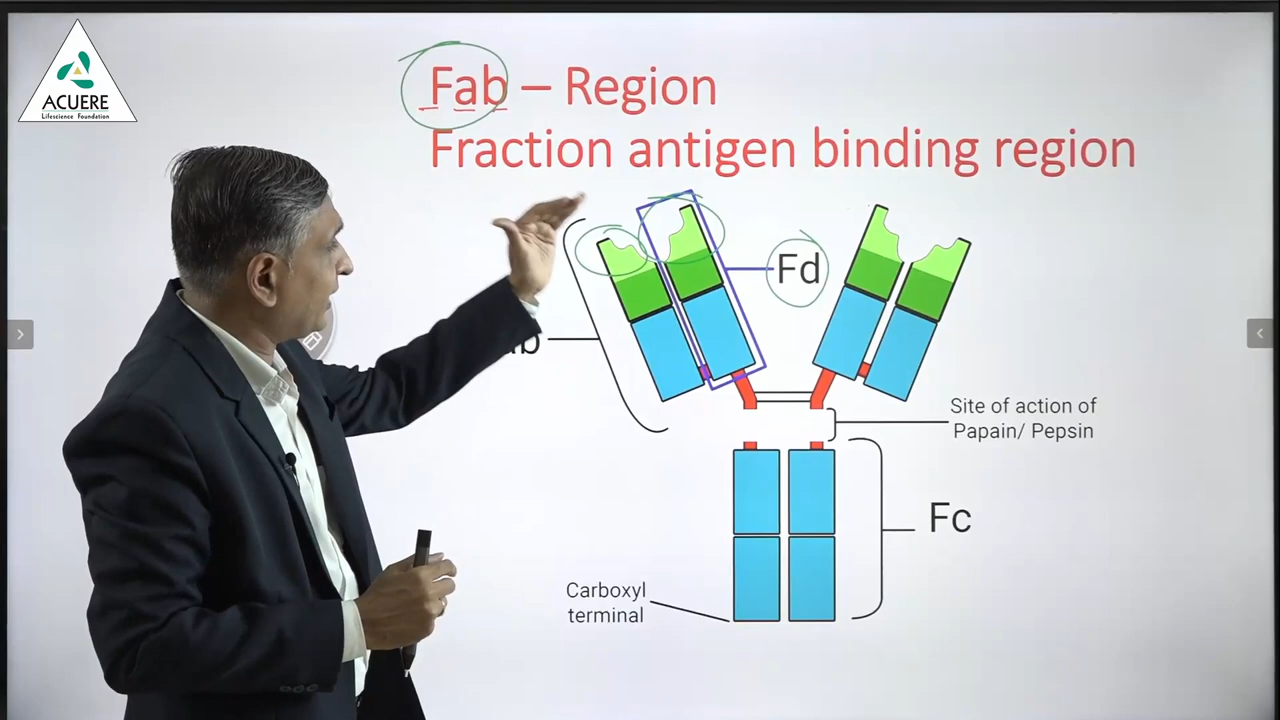 ACUERE
Lifescience Foundation
Fab – Region
Fraction antigen binding region
Fd
Site of action of
Papain/ Pepsin
Fc
Carboxyl
terminal